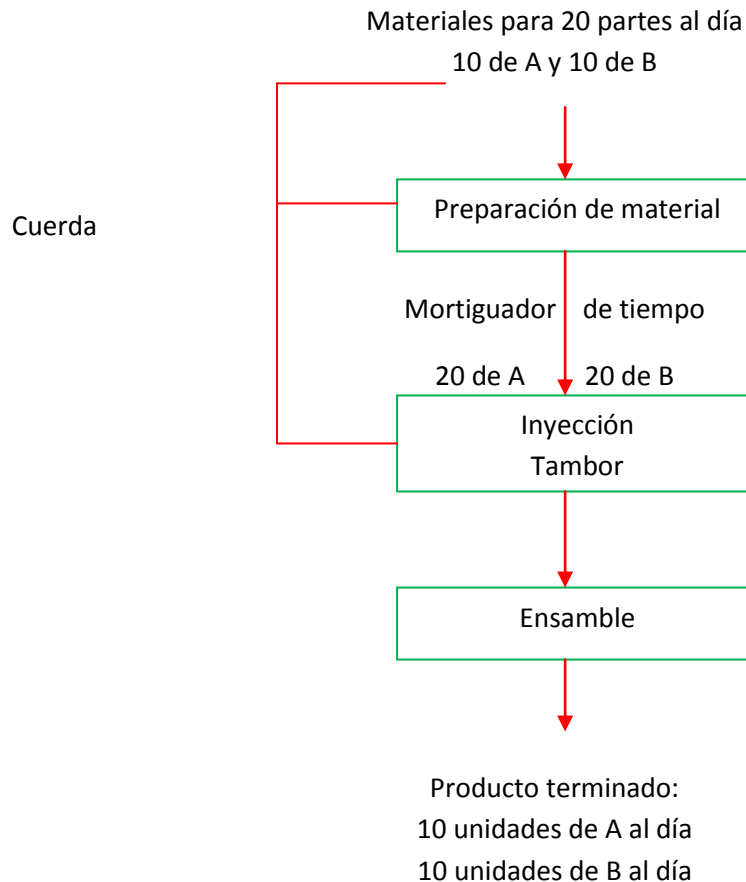 Materiales para 20 partes al día
10 de A y 10 de B
Preparación de material
Cuerda
Mortiguador de tiempo
20 de A 20 de B
Inyección
Tambor
Ensamble
Producto terminado:
10 unidades de A al día
10 unidades de B al día